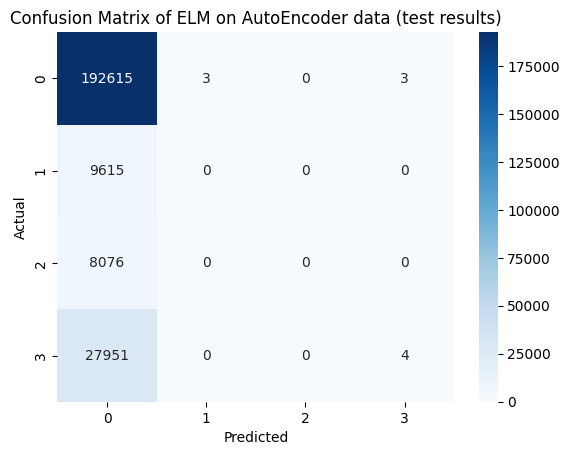 Confusion Matrix of ELM on AutoEncoder data (test results)
0 192615 3 0 3
1 9615 0 0 0
2 8076 0 0 0
3 27951 0 0 4
0 1 2 3
Actual
Predicted
175000
150000
125000
100000
75000
50000
25000
0